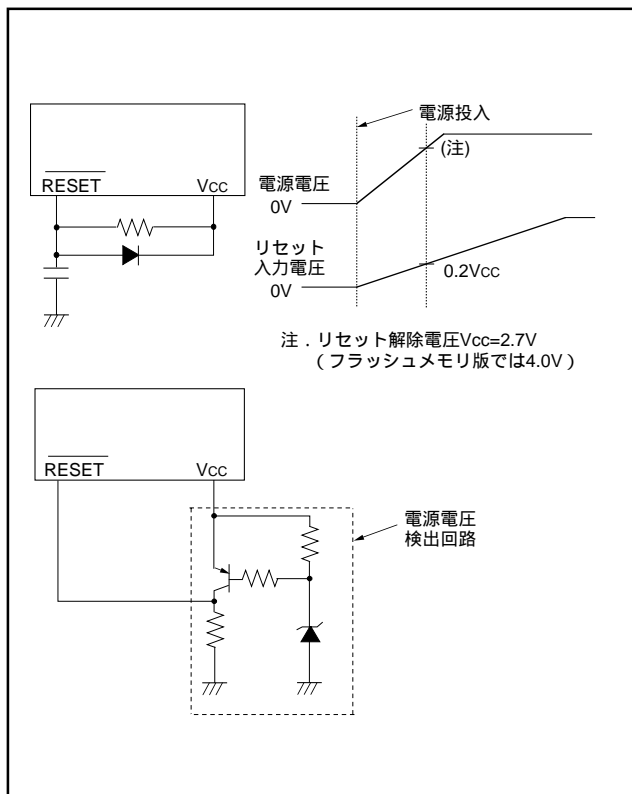 RESET
Vcc
電源投入
(注)
電源電圧
0V
リセット
入力電圧
0V
0.2Vcc
注．リセット解除電圧Vcc=2.7V
（フラッシュメモリ版では4.0V）
RESET
Vcc
電源電圧
検出回路